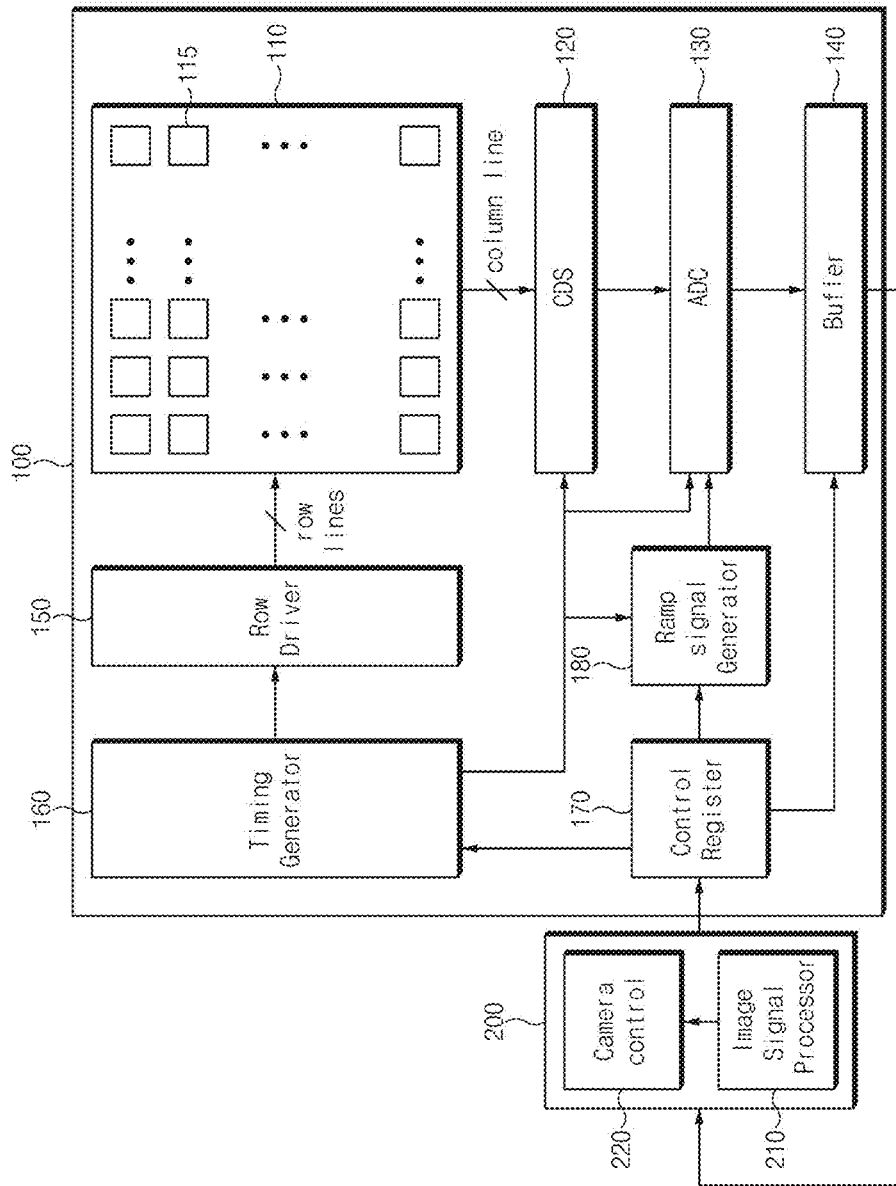 100
160
Timing
Generator
150
Row
Driver
row
lines
115
110
column line
CDS
120
ADC
130
Buffer
140
Ramp
signal
Generator
180
170
Control
Register
200
Camera
control
220
Image
Signal
Processor
210